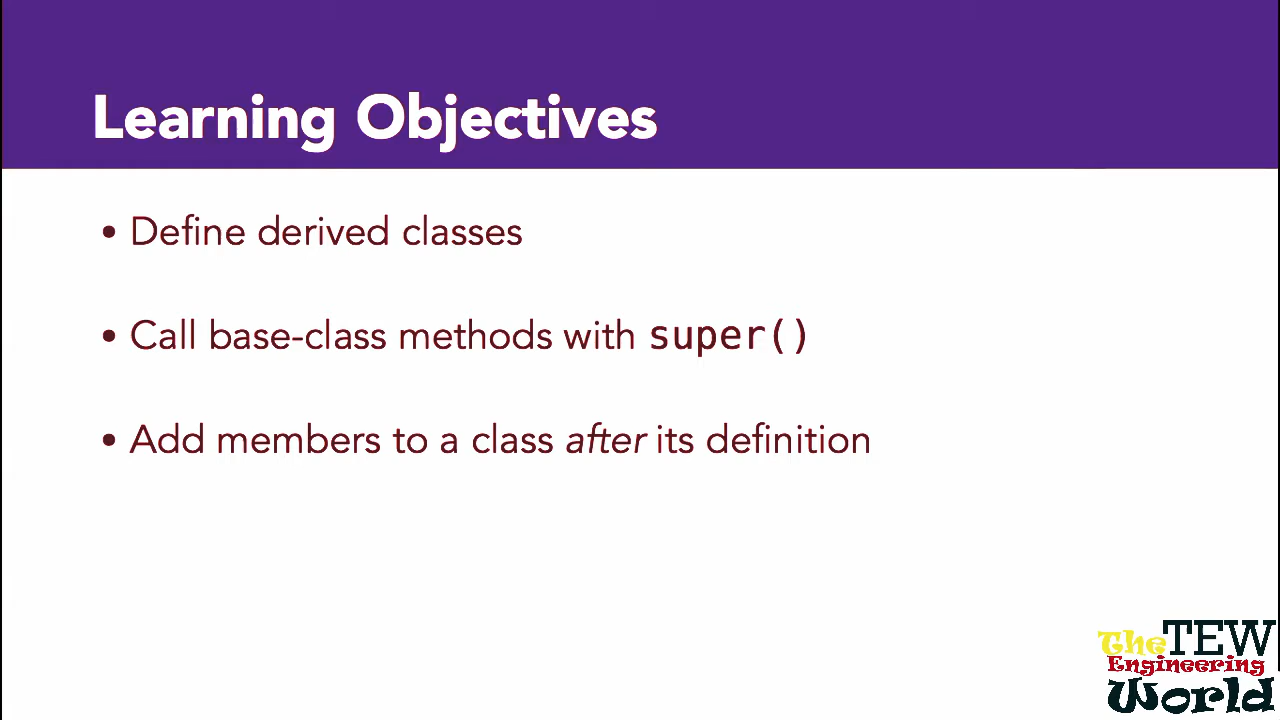 Learning Objectives
• Define derived classes
• Call base-class methods with super()
• Add members to a class after its definition
The TEW
Engineering
World